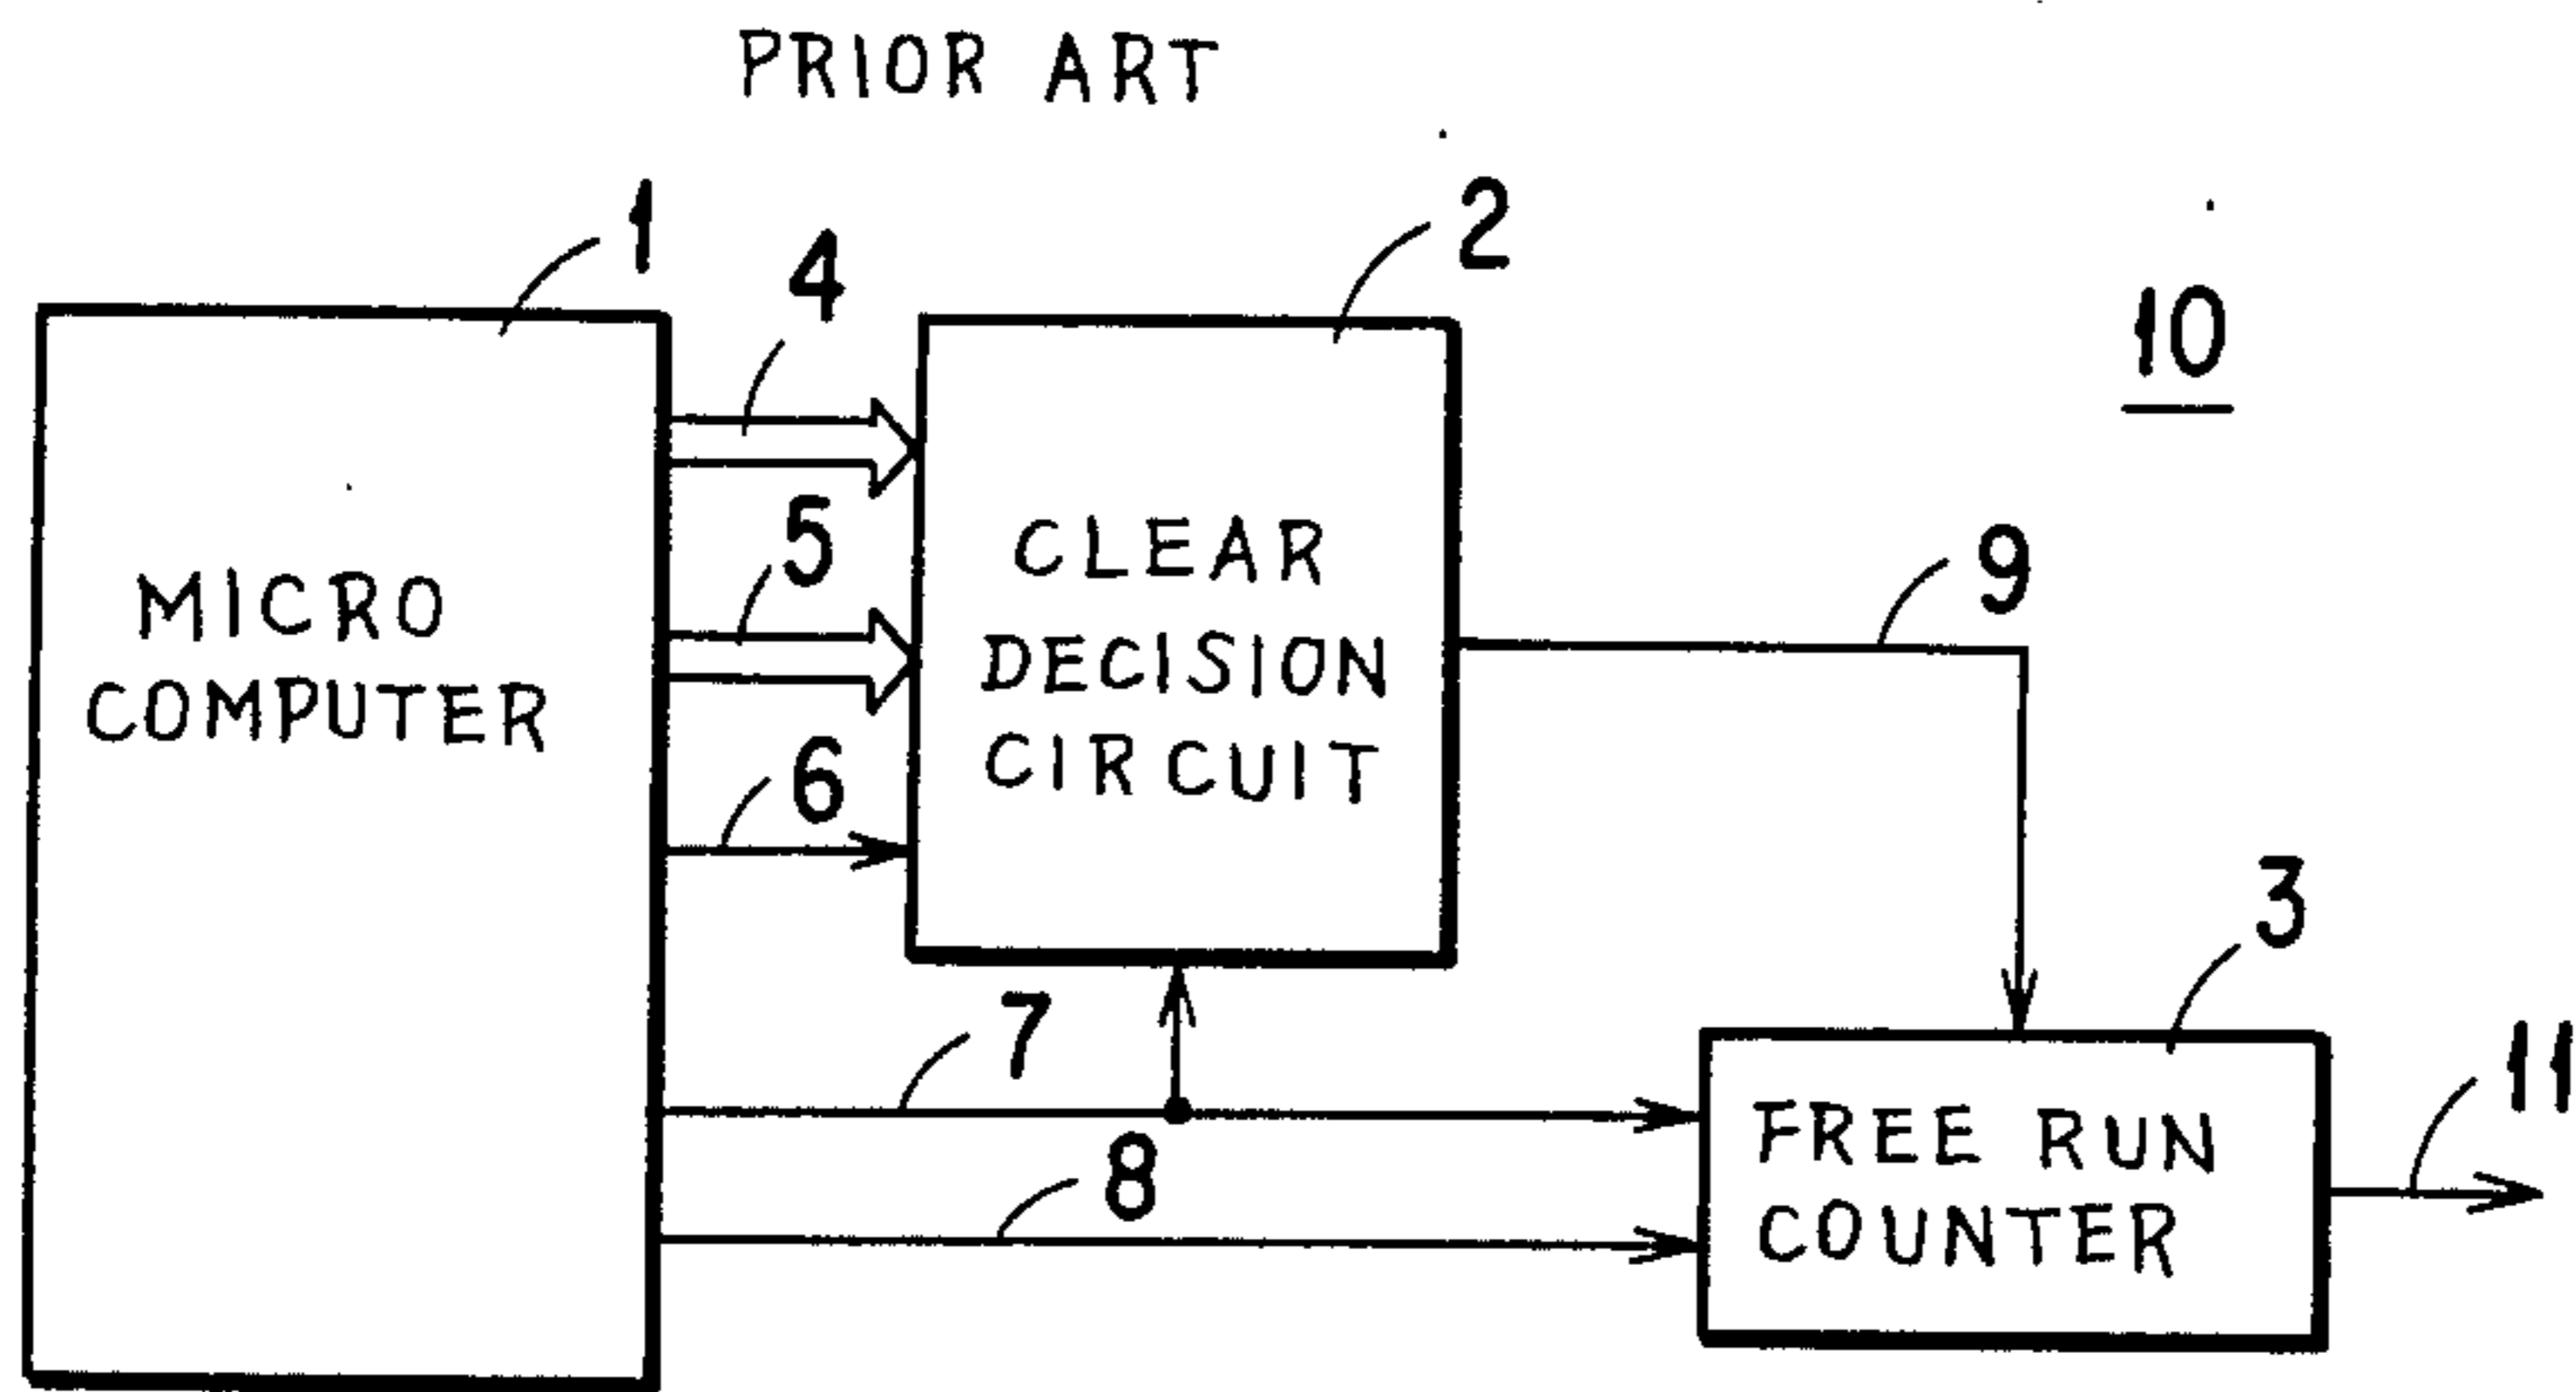 PRIOR ART
1
2
4
10
MICRO
COMPUTER
5
CLEAR
DECISION
CIRCUIT
9
6
3
7
11
8
FREE RUN
COUNTER